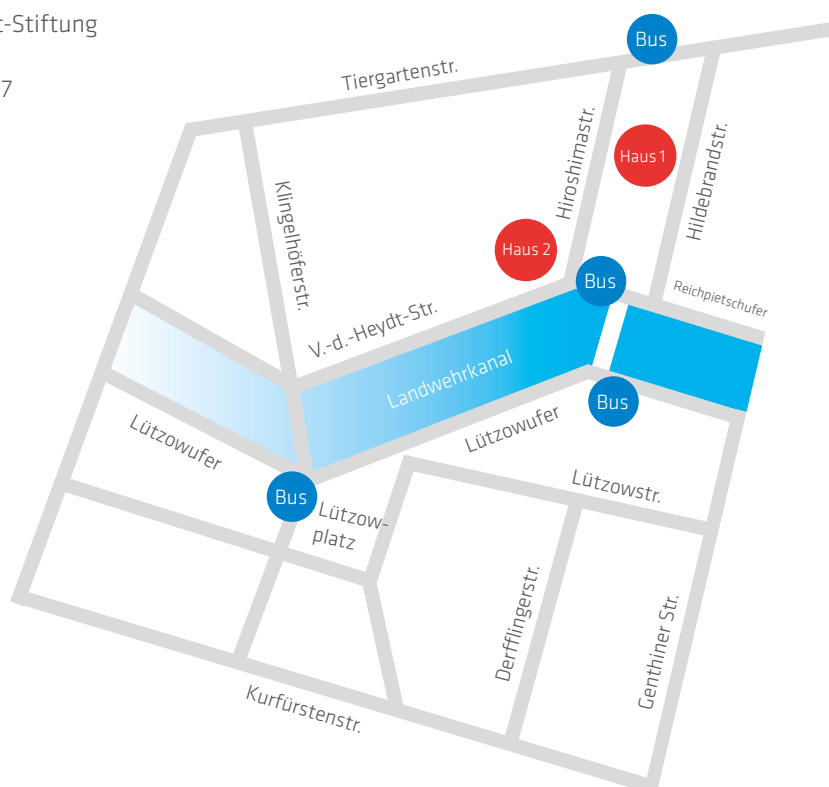 t-Stiftung
7
Bus
Tiergartenstr.
Hiroshimastr.
Haus 1
Hildebrandstr.
Klingelhöferstr.
Haus 2
Bus
Reichpietschufer
V.-d.-Heydt-Str.
Landwehrkanal
Bus
Lützowufer
Lützowufer
Lützowstr.
Bus
Lützow-
platz
Derfflingerstr.
Genthiner Str.
Kurfürstenstr.